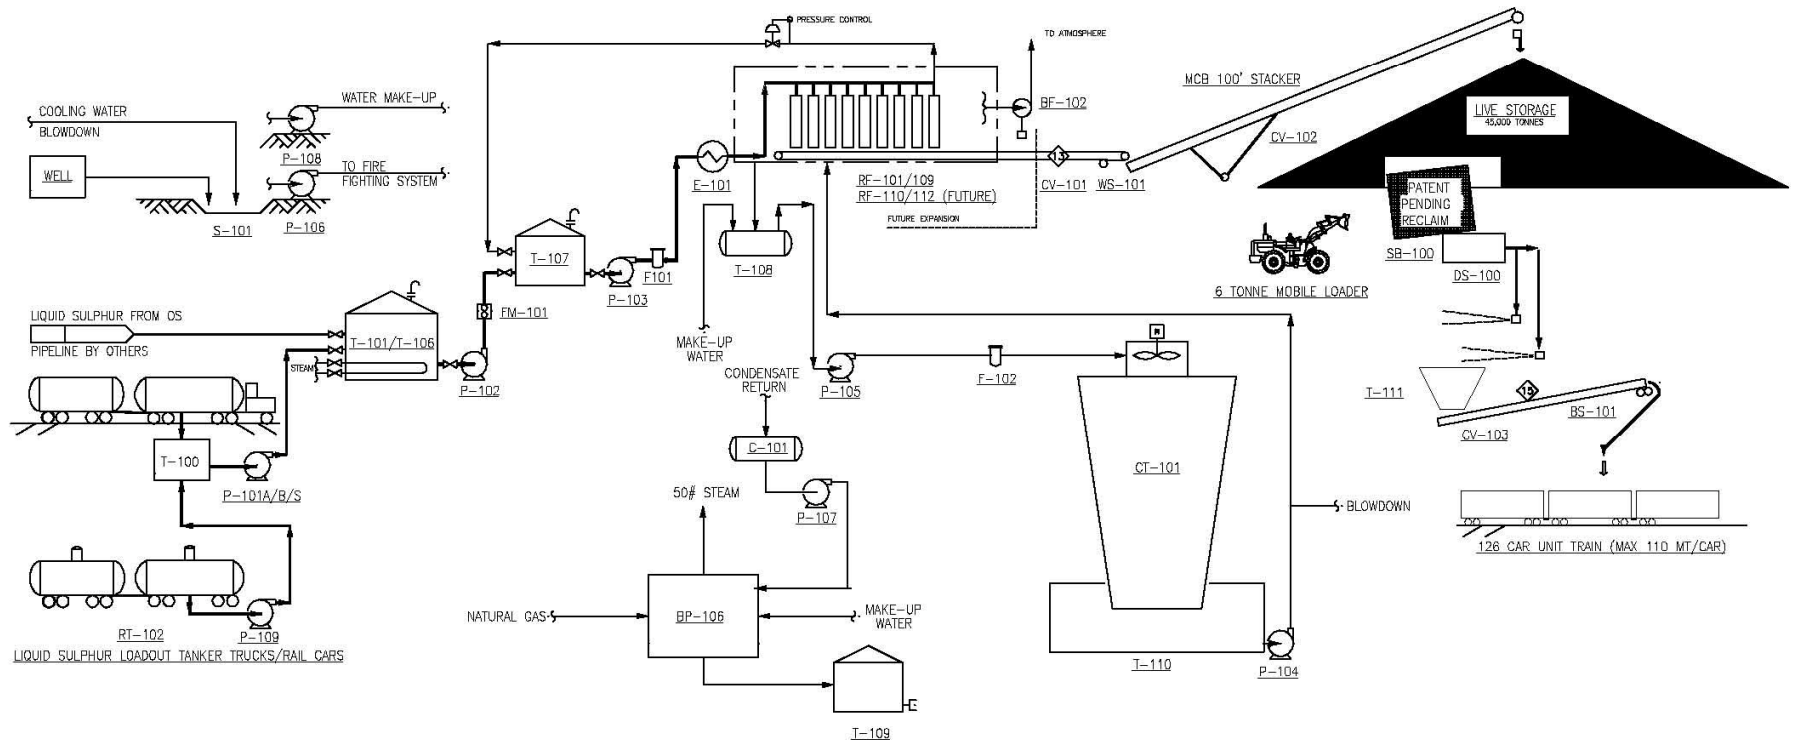 PRESSURE CONTROL
TO ATMOSPHERE
MCB 100' STACKER
LIVE STORAGE
45,000 TONNES
COOLING WATER
BLOWDOWN
WATER MAKE-UP
P-108
WELL
TO FIRE
FIGHTING SYSTEM
S-101
P-106
BF-102
CV-102
E-101
13
RF-101/109
RF-110/112 (FUTURE)
CV-101
WS-101
FUTURE EXPANSION
PATENT
PENDING
RECLAIM
SB-100
DS-100
6 TONNE MOBILE LOADER
T-107
P-103
F101
T-108
FM-101
LIQUID SULPHUR FROM OS
PIPELINE BY OTHERS
T-101/T-106
STEAM
P-102
MAKE-UP
WATER
CONDENSATE
RETURN
P-105
F-102
M
T-111
15
BS-101
CV-103
T-100
P-101A/B/S
C-101
P-107
50# STEAM
CT-101
BLOWDOWN
126 CAR UNIT TRAIN (MAX 110 MT/CAR)
NATURAL GAS
BP-106
MAKE-UP
WATER
RT-102
P-109
LIQUID SULPHUR LOADOUT TANKER TRUCKS/RAIL CARS
T-110
P-104
T-109